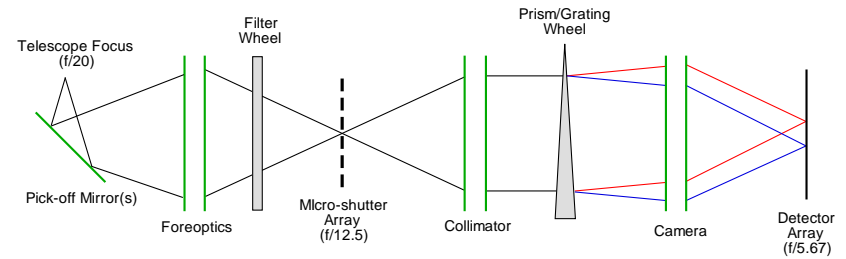 Telescope Focus
(f/20)
Pick-off Mirror(s)
Foreoptics
Filter
Wheel
MIcro-shutter
Array
(f/12.5)
Collimator
Prism/Grating
Wheel
Camera
Detector
Array
(f/5.67)